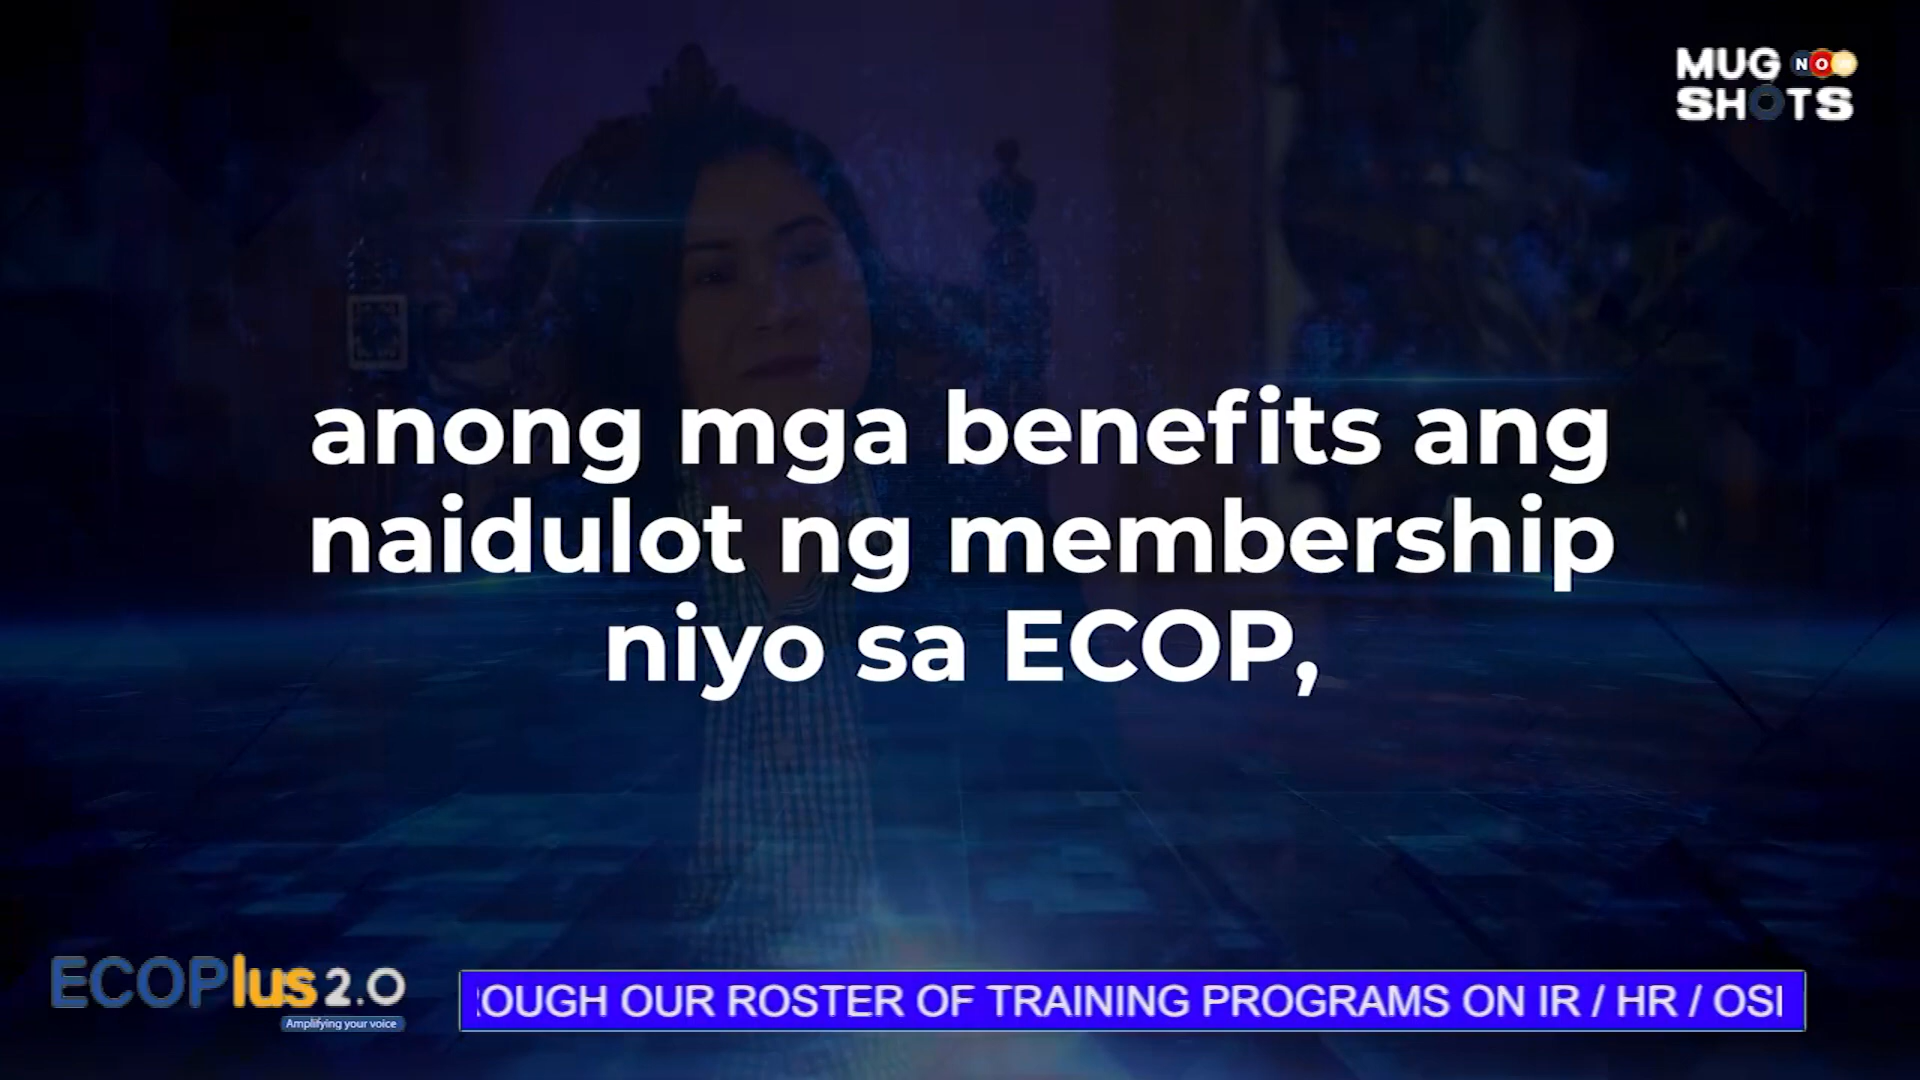 MUG NOW
SHOTS
anong mga benefits ang
naidulot ng membership
niyo sa ECOP,
ECOPlus 2.0
Amplifying your voice
OUGH OUR ROSTER OF TRAINING PROGRAMS ON IR / HR /